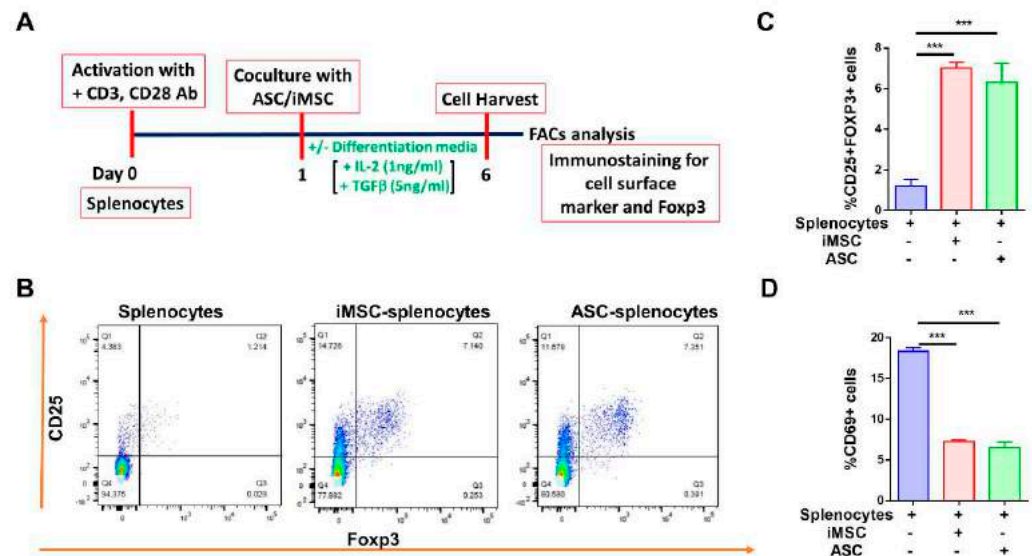 A
Activation with
+ CD3, CD28 Ab
Coculture with
ASC/iMSC
Cell Harvest
FACs analysis
+/- Differentiation media
+ IL-2 (1ng/ml)
+ TGFβ (5ng/ml)
Day 0
1
6
Splenocytes
Immunostaining for
cell surface
marker and Foxp3
B
Splenocytes
iMSC-splenocytes
ASC-splenocytes
CD25
Q1
4.383
Q2
1.214
Q4
94.375
Q3
0.028
Q1
14.726
Q2
7.140
Q4
77.882
Q3
0.253
Q1
11.679
Q2
7.351
Q4
80.580
Q3
0.391
Foxp3
C
%CD25+FOXP3+ cells
***
***
8
6
4
2
0
Splenocytes + + +
iMSC - + -
ASC - - +
D
%CD69+ cells
***
***
20
15
10
5
0
Splenocytes + + +
iMSC - + -
ASC - - +